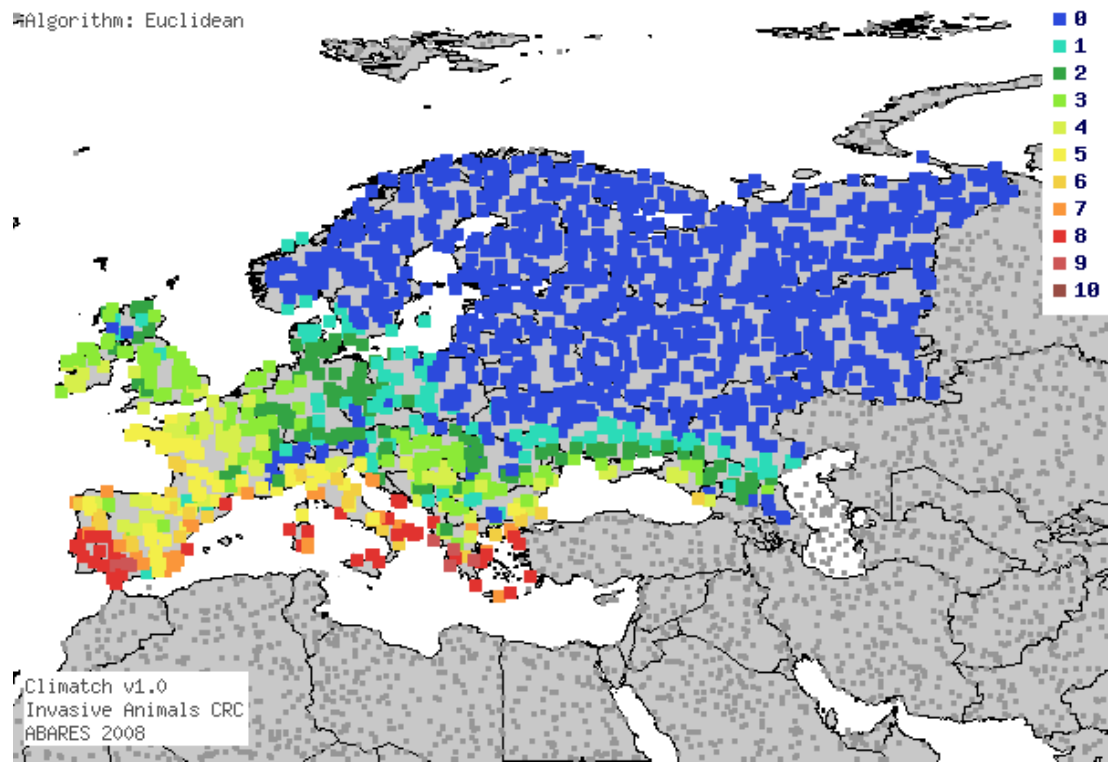 Algorithm: Euclidean
0
1
2
3
4
5
6
7
8
9
10
Climatch v1.0
Invasive Animals CRC
ABARES 2008